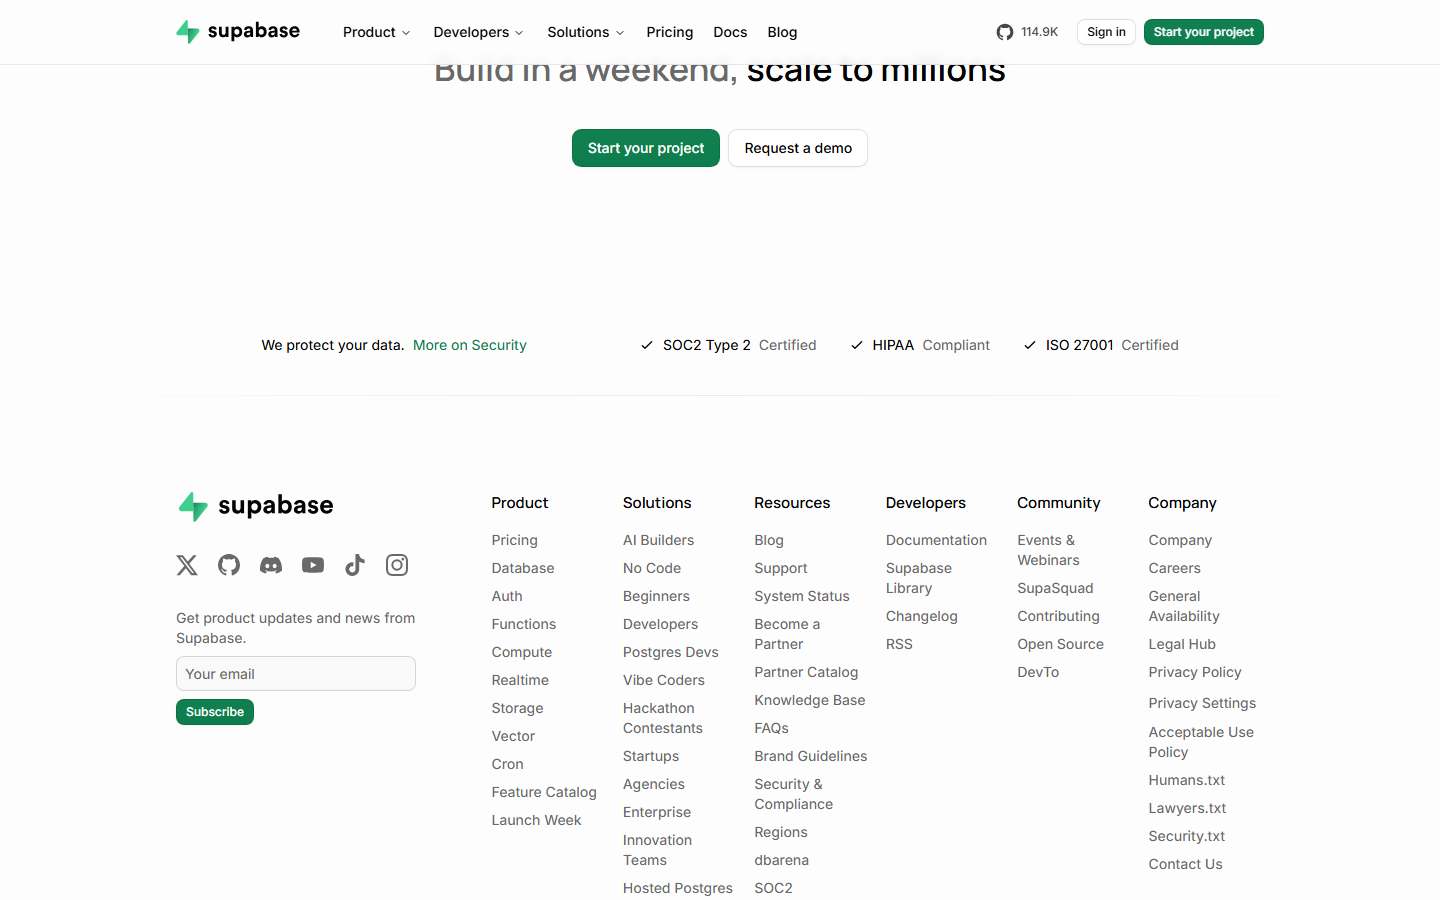 supabase
Product
Developers
Solutions
Pricing
Docs
Blog
114.9K
Sign in
Start your project
Build in a weekend, scale to millions
Start your project
Request a demo
We protect your data. More on Security
SOC2 Type 2 Certified
HIPAA Compliant
ISO 27001 Certified
supabase
Get product updates and news from
Supabase.
Your email
Subscribe
Product
Pricing
Database
Auth
Functions
Compute
Realtime
Storage
Vector
Cron
Feature Catalog
Launch Week
Solutions
AI Builders
No Code
Beginners
Developers
Postgres Devs
Vibe Coders
Hackathon
Contestants
Startups
Agencies
Enterprise
Innovation
Teams
Hosted Postgres
Resources
Blog
Support
System Status
Become a
Partner
Partner Catalog
Knowledge Base
FAQs
Brand Guidelines
Security &
Compliance
Regions
dbarena
SOC2
Developers
Documentation
Supabase
Library
Changelog
RSS
Community
Events &
Webinars
SupaSquad
Contributing
Open Source
DevTo
Company
Company
Careers
General
Availability
Legal Hub
Privacy Policy
Privacy Settings
Acceptable Use
Policy
Humans.txt
Lawyers.txt
Security.txt
Contact Us